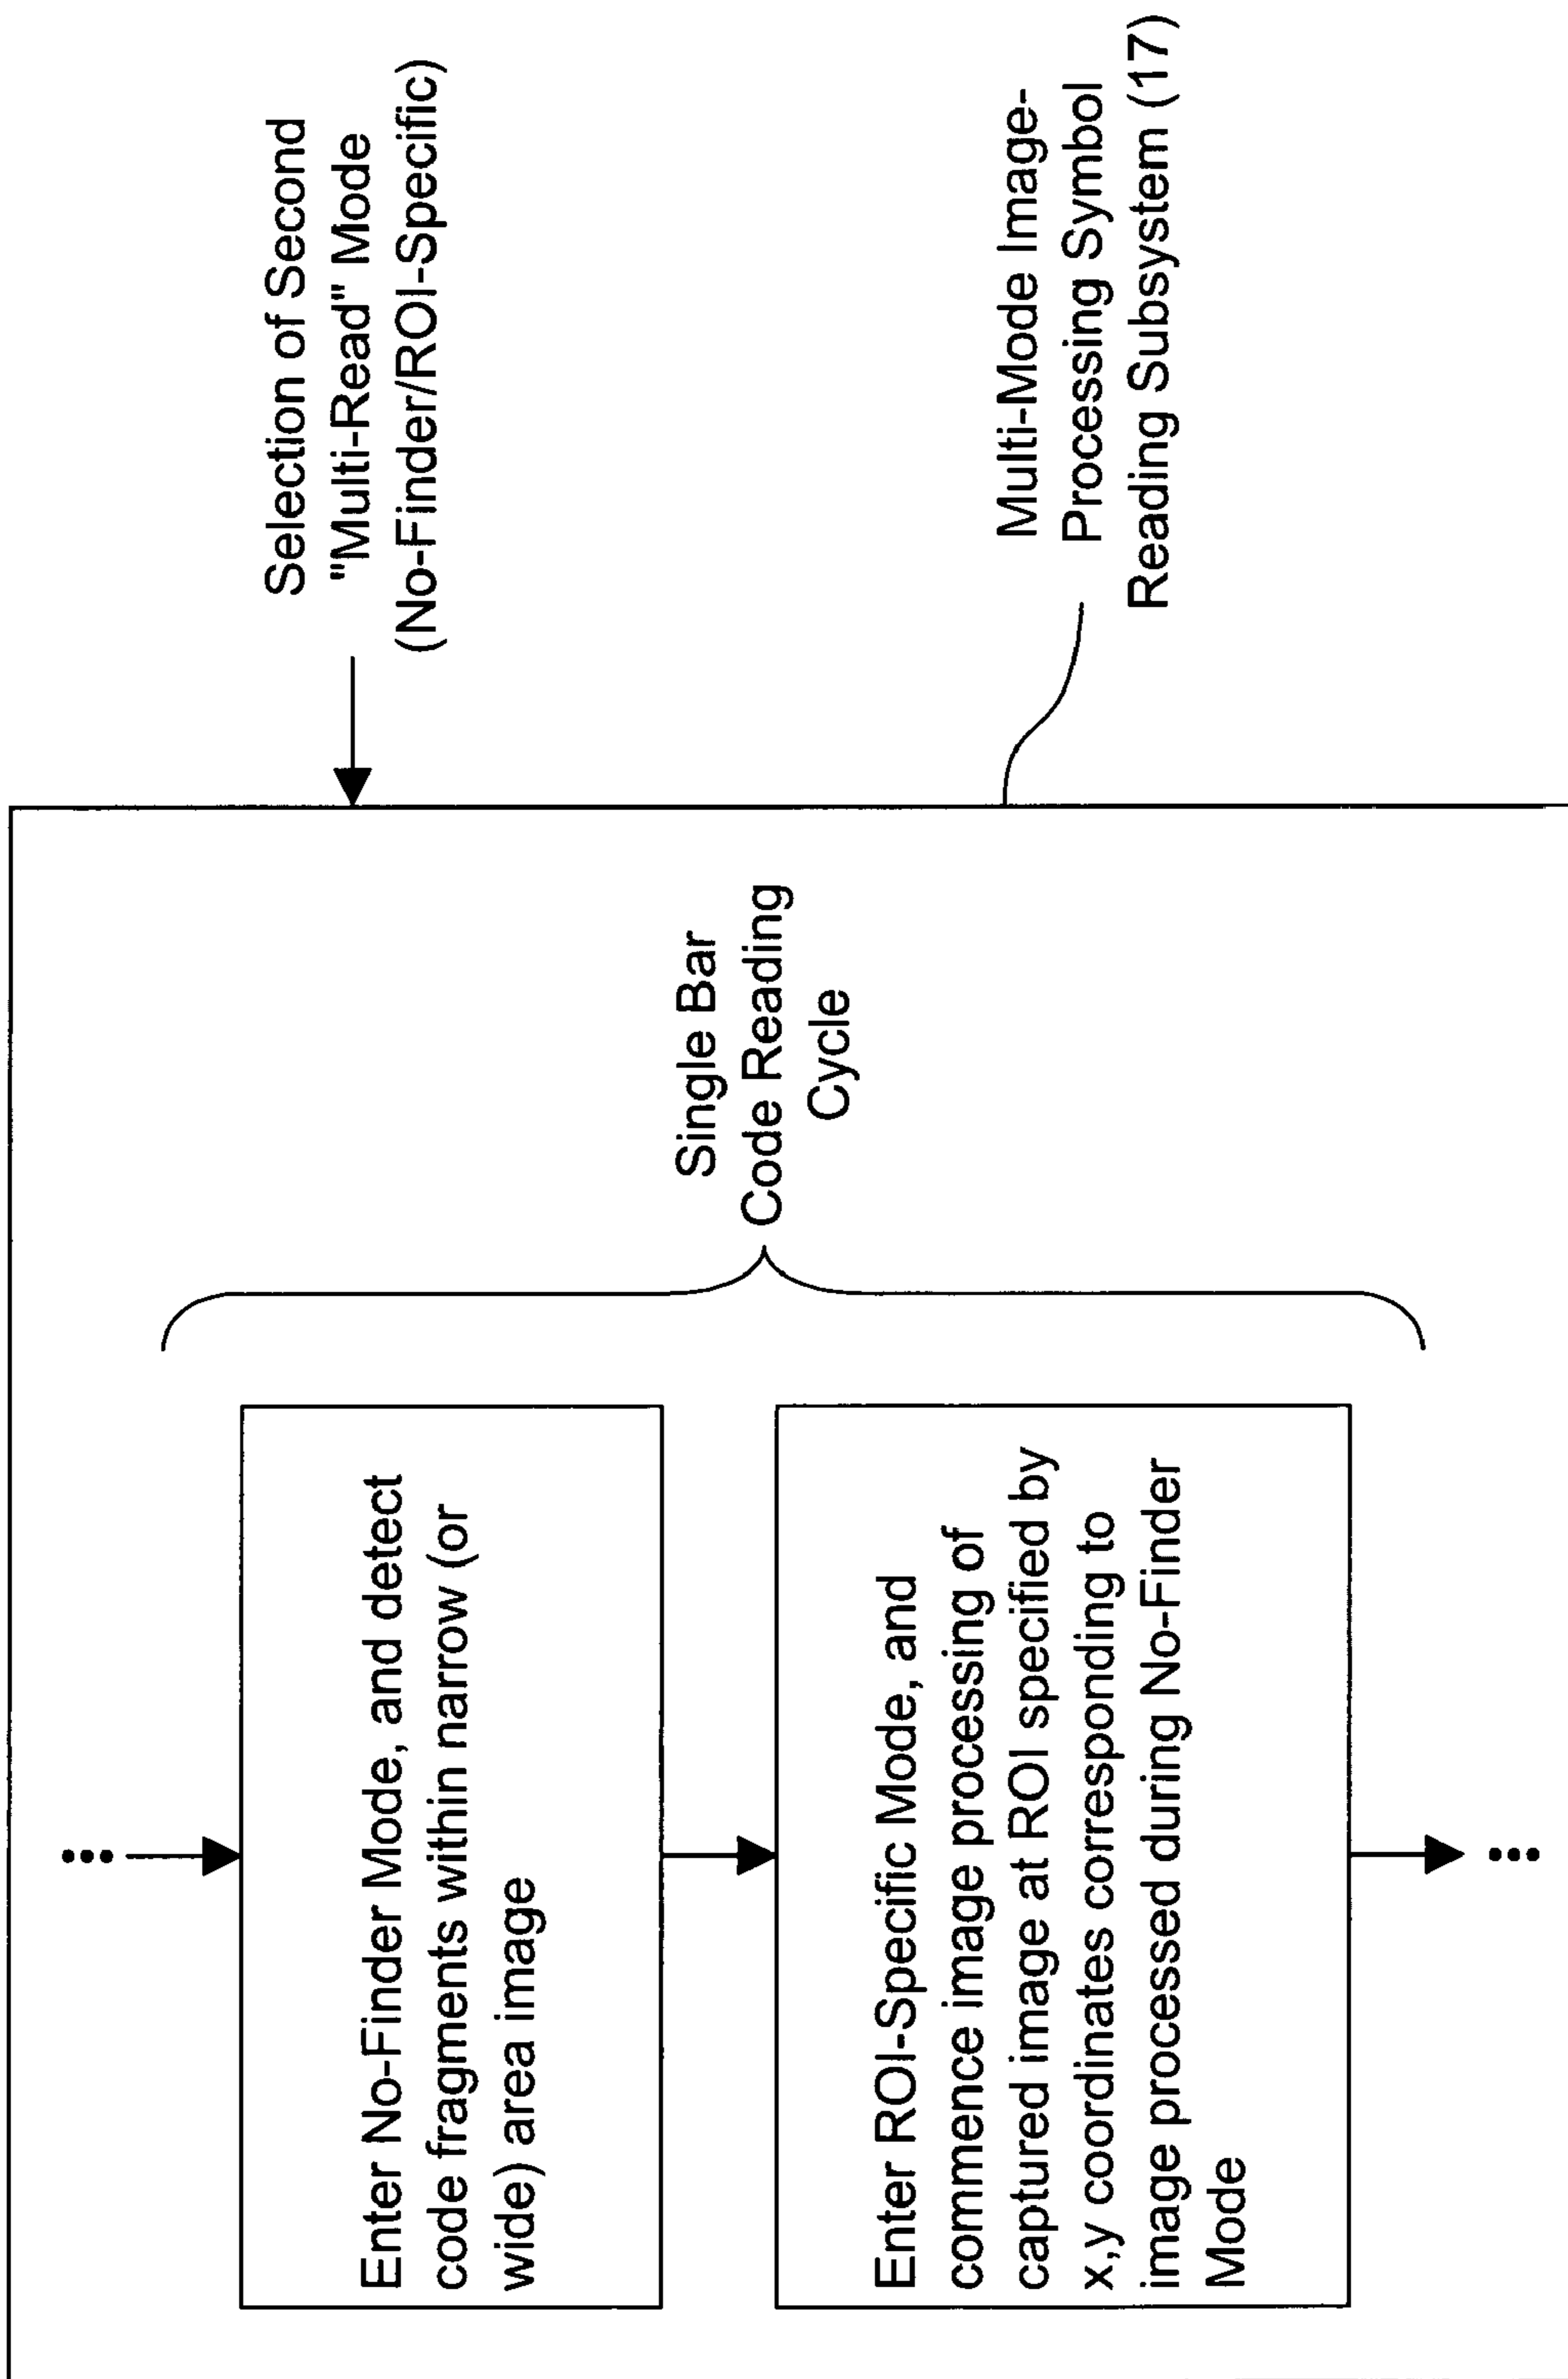 Selection of Second
"Multi-Read" Mode
(No-Finder/ROI-Specific)
Multi-Mode Image-
Processing Symbol
Reading Subsystem (17)
Single Bar
Code Reading
Cycle
Enter No-Finder Mode, and detect
code fragments within narrow (or
wide) area image
Enter ROI-Specific Mode, and
commence image processing of
captured image at ROI specified by
x,y coordinates corresponding to
image processed during No-Finder
Mode